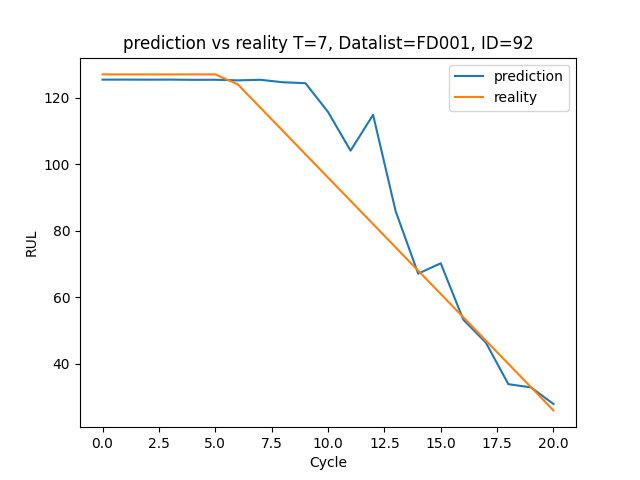 prediction vs reality T=7, Datalist=FD001, ID=92
prediction
reality
120
100
80
60
40
RUL
0.0 2.5 5.0 7.5 10.0 12.5 15.0 17.5 20.0
Cycle